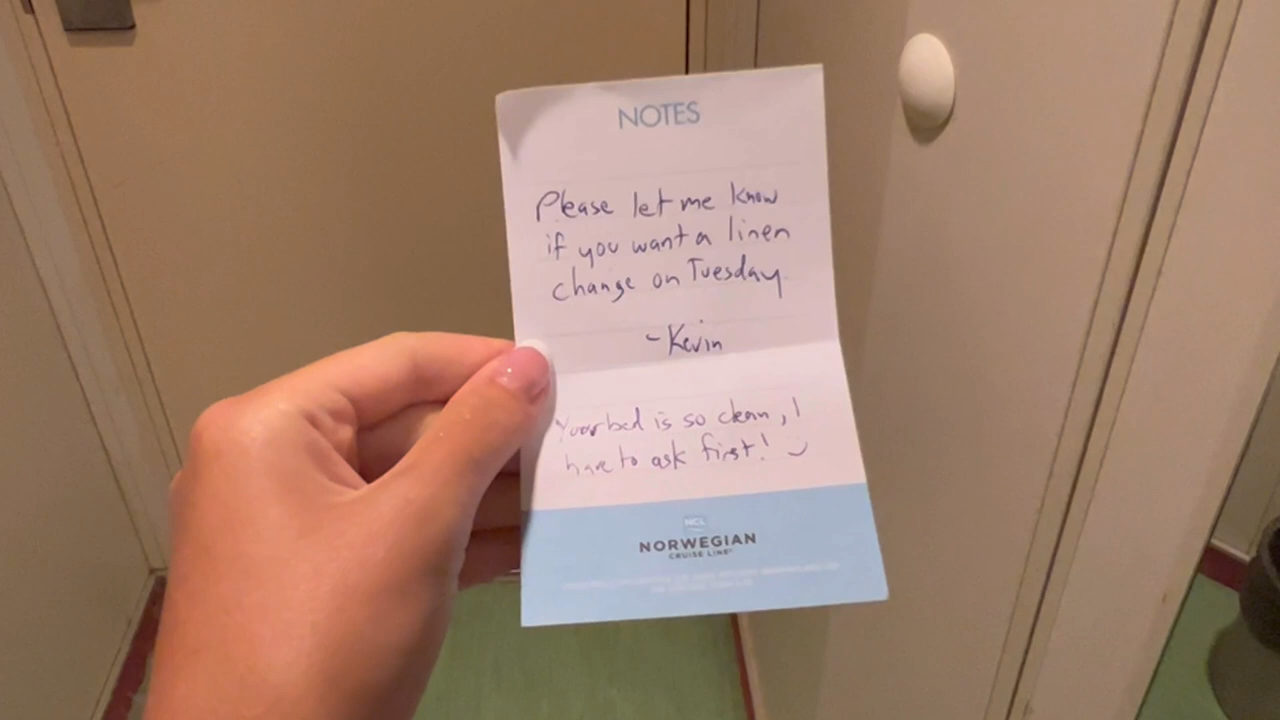 NOTES
Please let me know
if you want a linen
change on Tuesday
-Kevin
Your bed is so clean, I
have to ask first!
NCL
NORWEGIAN
CRUISE LINE®